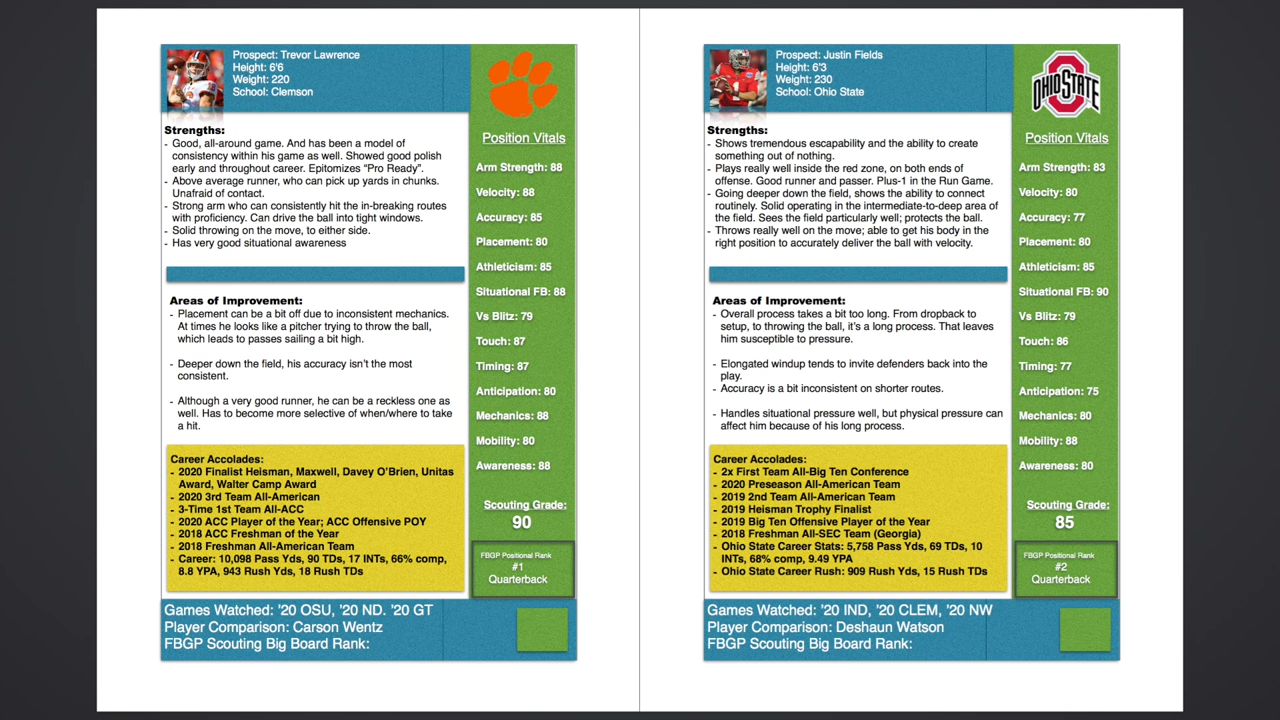 Prospect: Trevor Lawrence
Height: 6'6
Weight: 220
School: Clemson
Strengths:
- Good, all-around game. And has been a model of
consistency within his game as well. Showed good polish
early and throughout career. Epitomizes “Pro Ready”.
- Above average runner, who can pick up yards in chunks.
Unafraid of contact.
- Strong arm who can consistently hit the in-breaking routes
with proficiency. Can drive the ball into tight windows.
- Solid throwing on the move, to either side.
- Has very good situational awareness
Areas of Improvement:
- Placement can be a bit off due to inconsistent mechanics.
At times he looks like a pitcher trying to throw the ball,
which leads to passes sailing a bit high.
- Deeper down the field, his accuracy isn’t the most
consistent.
- Although a very good runner, he can be a reckless one as
well. Has to become more selective of when/where to take
a hit.
Career Accolades:
- 2020 Finalist Heisman, Maxwell, Davey O’Brien, Unitas
Award, Walter Camp Award
- 2020 3rd Team All-American
- 3-Time 1st Team All-ACC
- 2020 ACC Player of the Year; ACC Offensive POY
- 2018 ACC Freshman of the Year
- 2018 Freshman All-American Team
- Career: 10,098 Pass Yds, 90 TDs, 17 INTs, 66% comp,
8.8 YPA, 943 Rush Yds, 18 Rush TDs
Position Vitals
Arm Strength: 88
Velocity: 88
Accuracy: 85
Placement: 80
Athleticism: 85
Situational FB: 88
Vs Blitz: 79
Touch: 87
Timing: 87
Anticipation: 80
Mechanics: 88
Mobility: 80
Awareness: 88
Scouting Grade:
90
FBGP Positional Rank
#1
Quarterback
Games Watched: ’20 OSU, ’20 ND. ’20 GT
Player Comparison: Carson Wentz
FBGP Scouting Big Board Rank:
Prospect: Justin Fields
Height: 6'3
Weight: 230
School: Ohio State
Strengths:
- Shows tremendous escapability and the ability to create
something out of nothing.
- Plays really well inside the red zone, on both ends of
offense. Good runner and passer. Plus-1 in the Run Game.
- Going deeper down the field, shows the ability to connect
routinely. Solid operating in the intermediate-to-deep area of
the field. Sees the field particularly well; protects the ball.
- Throws really well on the move; able to get his body in the
right position to accurately deliver the ball with velocity.
Areas of Improvement:
- Overall process takes a bit too long. From dropback to
setup, to throwing the ball, it’s a long process. That leaves
him susceptible to pressure.
- Elongated windup tends to invite defenders back into the
play.
- Accuracy is a bit inconsistent on shorter routes.
- Handles situational pressure well, but physical pressure can
affect him because of his long process.
Career Accolades:
- 2x First Team All-Big Ten Conference
- 2020 Preseason All-American Team
- 2019 2nd Team All-American Team
- 2019 Heisman Trophy Finalist
- 2019 Big Ten Offensive Player of the Year
- 2018 Freshman All-SEC Team (Georgia)
- Ohio State Career Stats: 5,758 Pass Yds, 69 TDs, 10
INTs, 68% comp, 9.49 YPA
- Ohio State Career Rush: 909 Rush Yds, 15 Rush TDs
OHIO STATE
Position Vitals
Arm Strength: 83
Velocity: 80
Accuracy: 77
Placement: 80
Athleticism: 85
Situational FB: 90
Vs Blitz: 79
Touch: 86
Timing: 77
Anticipation: 75
Mechanics: 80
Mobility: 88
Awareness: 80
Scouting Grade:
85
FBGP Positional Rank
#2
Quarterback
Games Watched: ’20 IND, ’20 CLEM, ’20 NW
Player Comparison: Deshaun Watson
FBGP Scouting Big Board Rank: